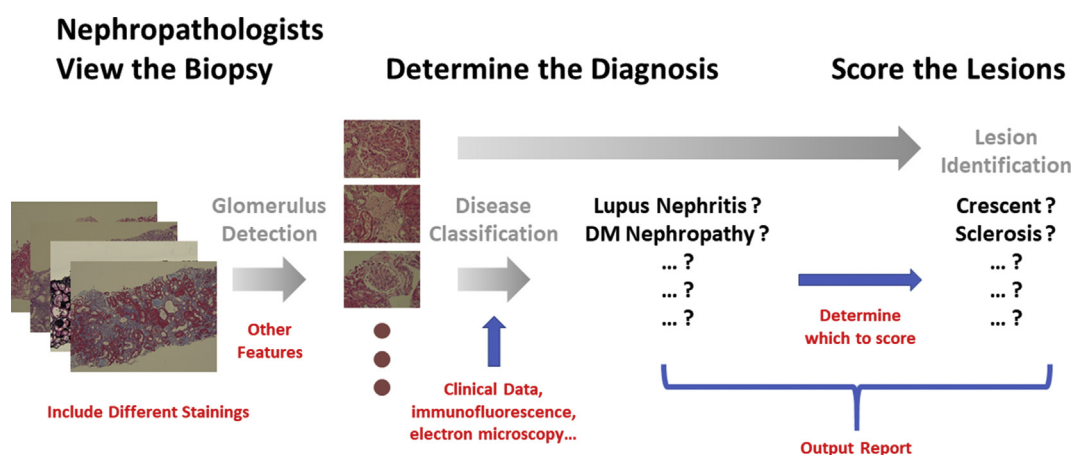 Nephropathologists
View the Biopsy
Determine the Diagnosis
Score the Lesions
Lesion
Identification
Glomerulus
Detection
Disease
Classification
Lupus Nephritis ?
DM Nephropathy ?
... ?
... ?
... ?
Crescent ?
Sclerosis ?
... ?
... ?
... ?
Other
Features
Determine
which to score
Include Different Stainings
Clinical Data,
immunofluorescence,
electron microscopy...
Output Report